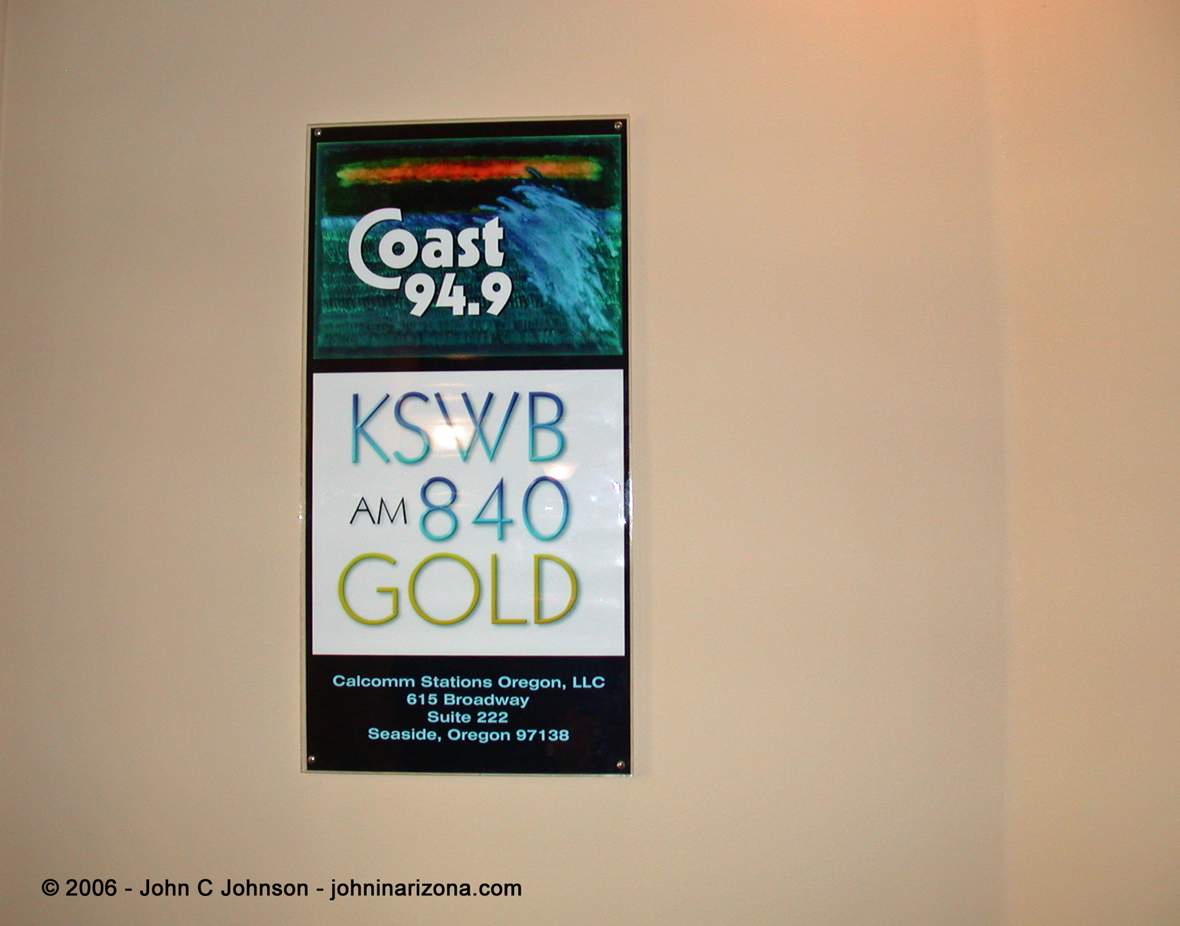 Coast
94.9
KSWB
AM 840
GOLD
Calcomm Stations Oregon, LLC
615 Broadway
Suite 222
Seaside, Oregon 97138
© 2006 - John C Johnson - johninarizona.com